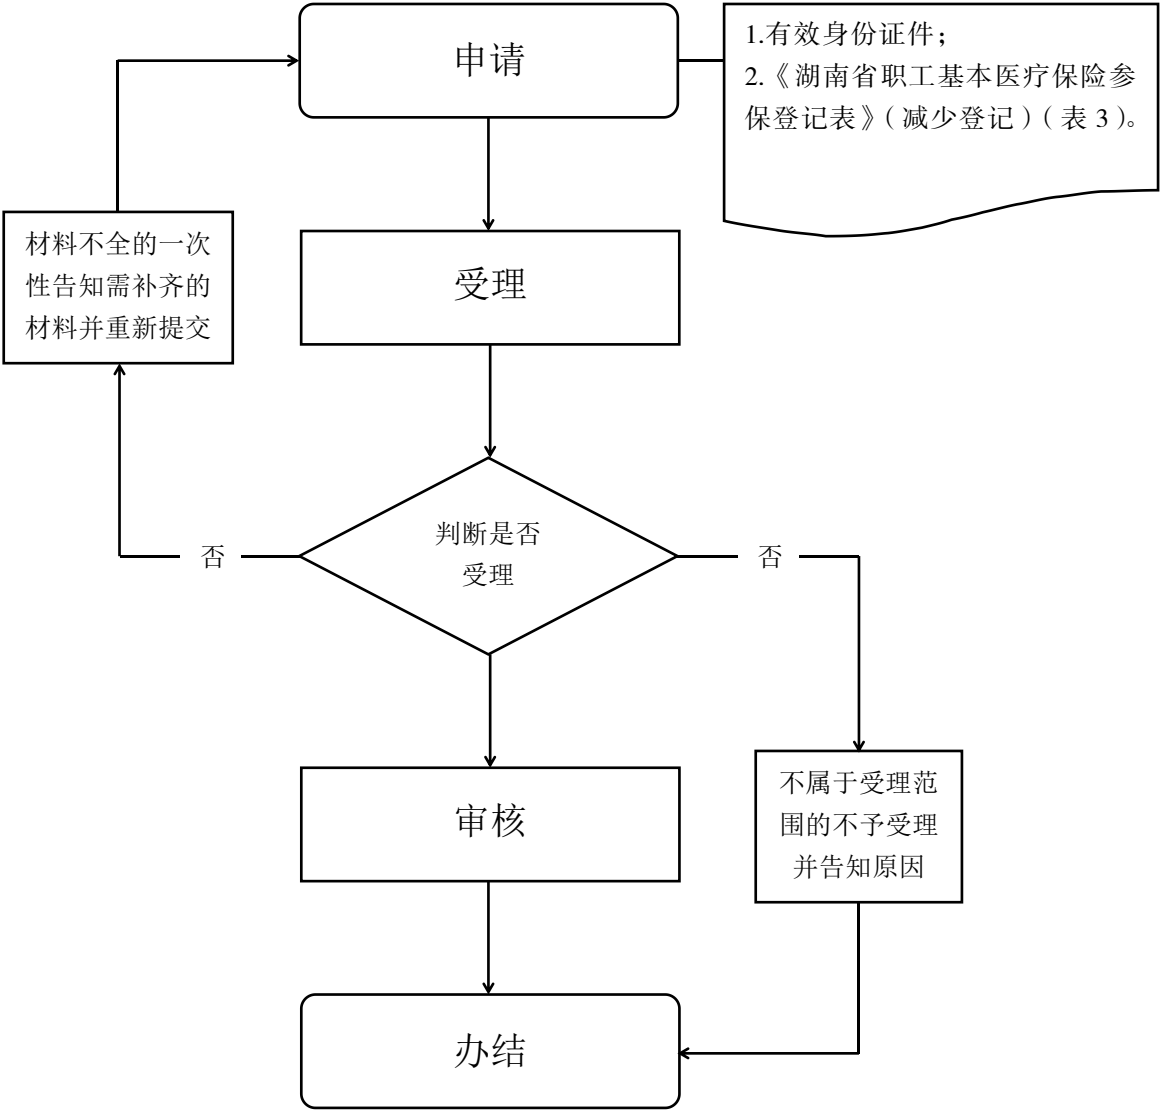 申请
1.有效身份证件；
2.《湖南省职工基本医疗保险参
保登记表》（减少登记）（表 3）。
材料不全的一次
性告知需补齐的
材料并重新提交
受理
判断是否
受理
否
否
审核
不属于受理范
围的不予受理
并告知原因
办结